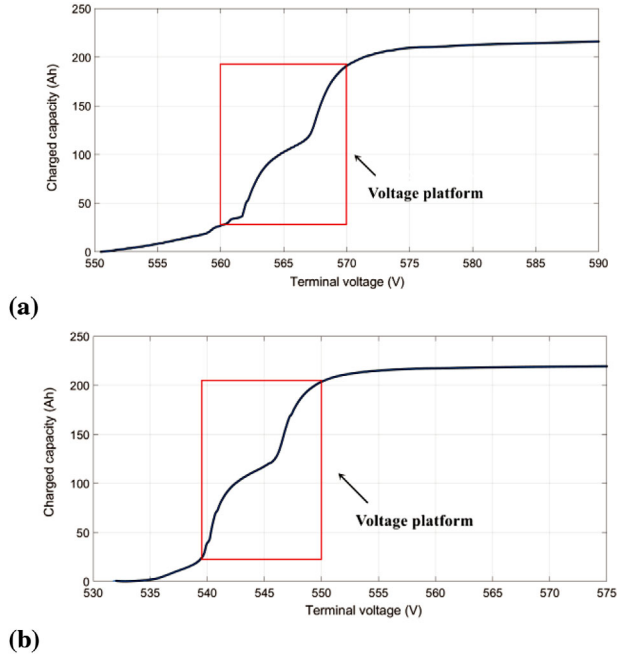 250
200
150
100
50
0
Charged capacity (Ah)
Voltage platform
550 555 560 565 570 575 580 585 590
Terminal voltage (V)
(a)
250
200
150
100
50
0
Charged capacity (Ah)
Voltage platform
530 535 540 545 550 555 560 565 570 575
Terminal voltage (V)
(b)